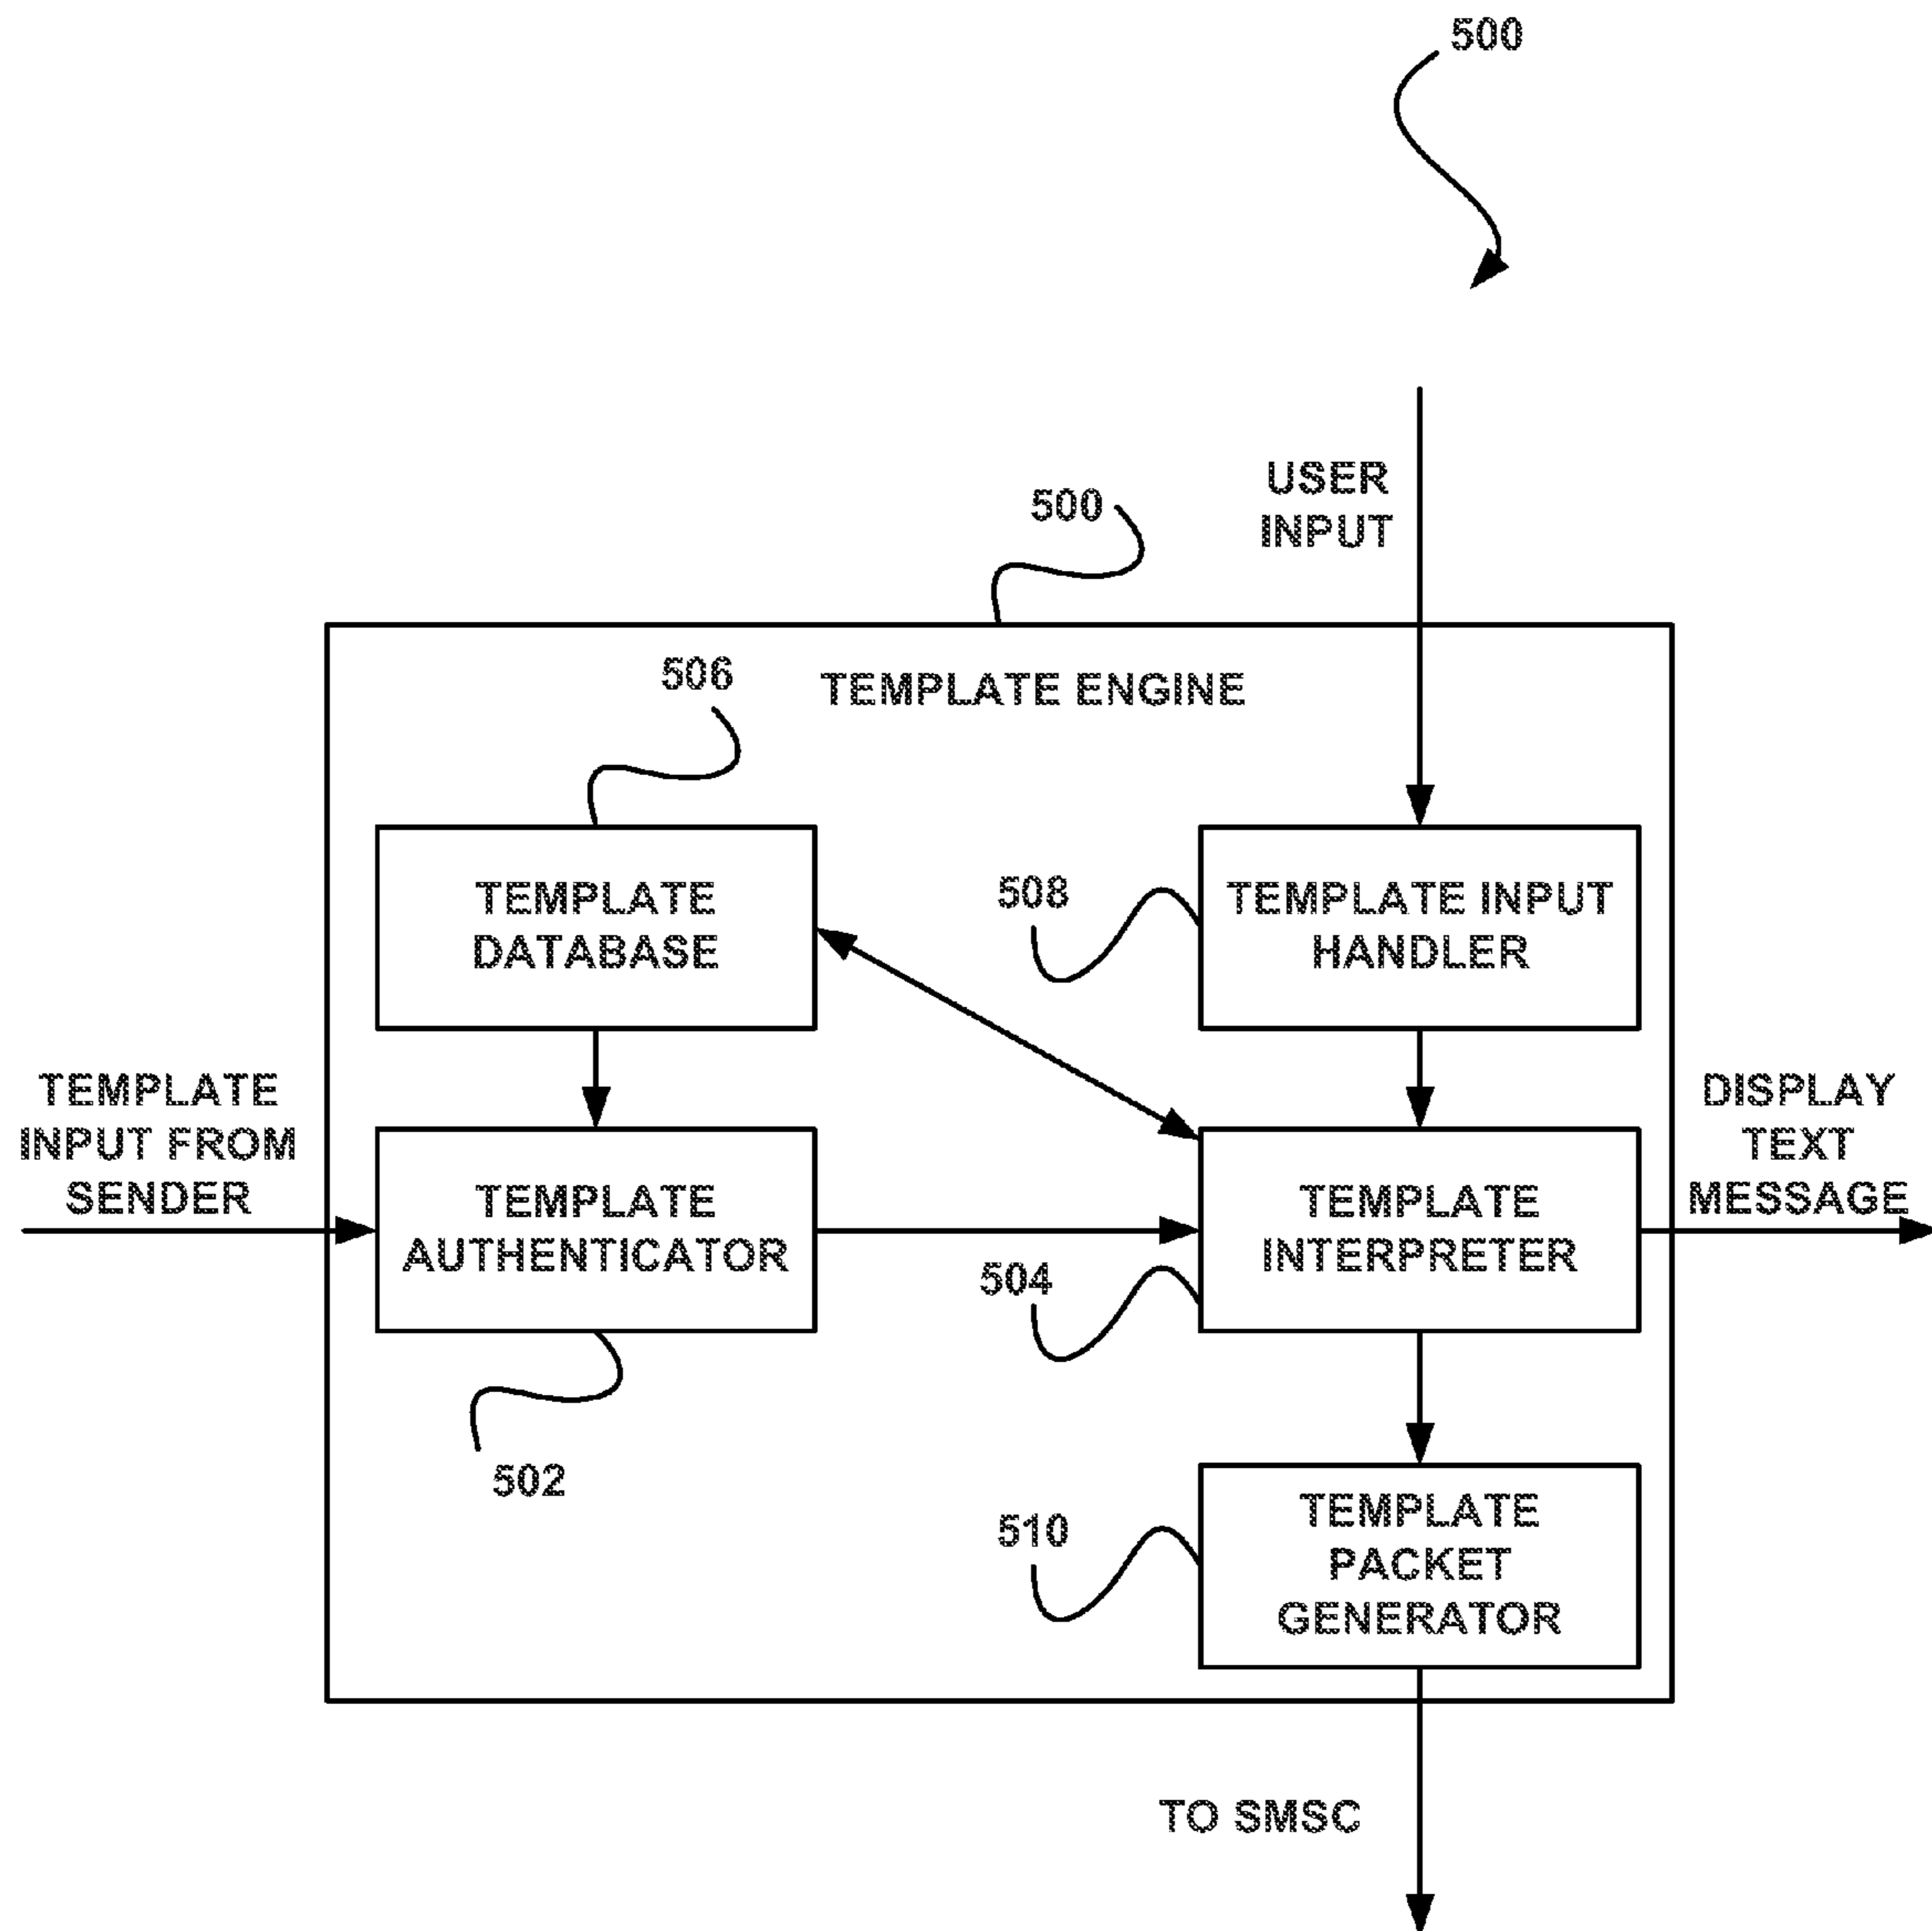 500
USER
INPUT
500
506
TEMPLATE ENGINE
TEMPLATE
DATABASE
508
TEMPLATE INPUT
HANDLER
TEMPLATE
INPUT FROM
SENDER
DISPLAY
TEXT
MESSAGE
TEMPLATE
AUTHENTICATOR
504
TEMPLATE
INTERPRETER
502
510
TEMPLATE
PACKET
GENERATOR
TO SMSC